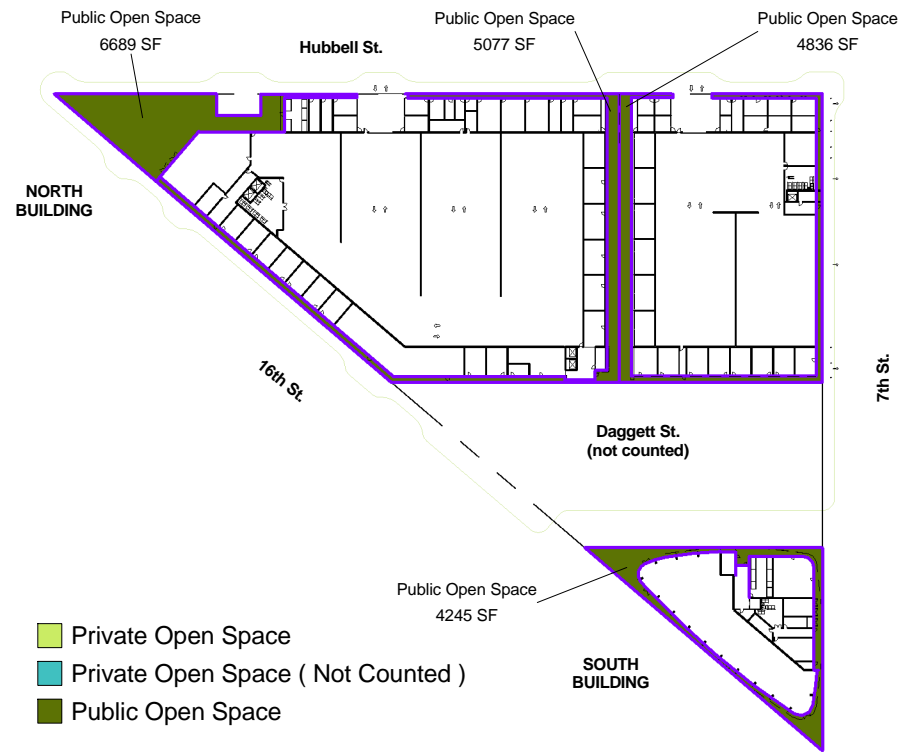 Public Open Space
6689 SF
Hubbell St.
Public Open Space
5077 SF
Public Open Space
4836 SF
NORTH
BUILDING
16th St.
7th St.
Daggett St.
(not counted)
Public Open Space
4245 SF
SOUTH
BUILDING
Private Open Space
Private Open Space ( Not Counted )
Public Open Space